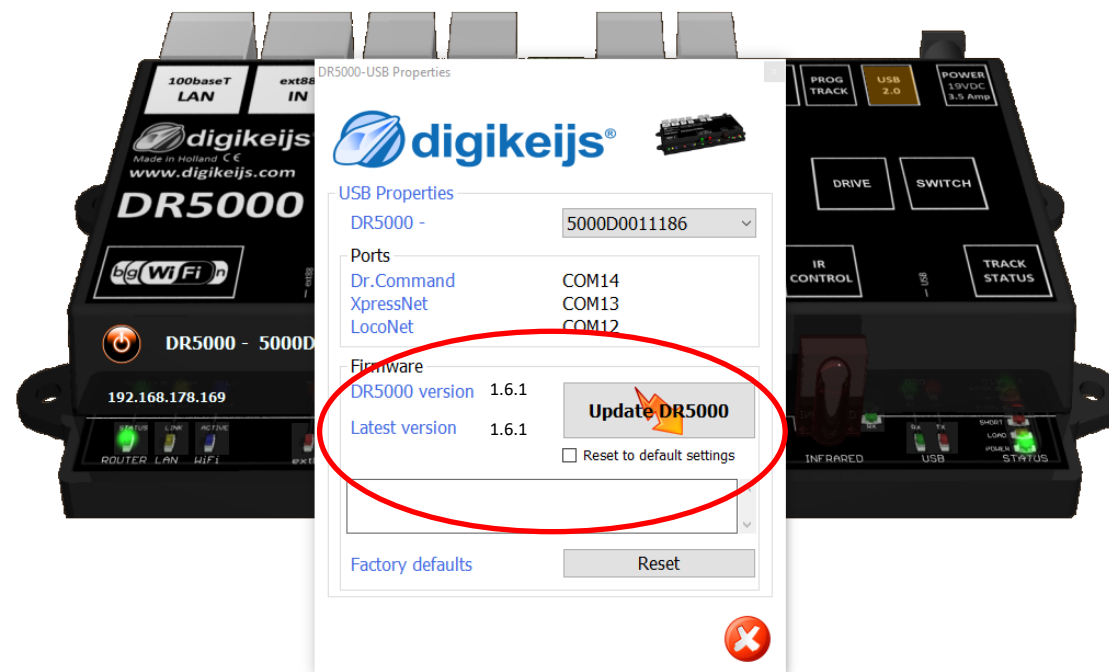 100baseT
LAN
ext88
IN
DR5000-USB Properties
PROG
TRACK
USB
2.0
POWER
19VDC
3.5 Amp
digikeijs
Made in Holland CE
www.digikeijs.com
DR5000
digikeijs®
DRIVE
SWITCH
USB Properties
DR5000 -
5000D0011186
bg WiFi n
ext88
Ports
Dr.Command
COM14
XpressNet
COM13
LocoNet
COM12
IR
CONTROL
USB
TRACK
STATUS
DR5000 - 5000D
192.168.178.169
Firmware
DR5000 version
1.6.1
Update DR5000
Latest version
1.6.1
Reset to default settings
STATUS
LINK
ACTIVE
ROUTER
LAN
WiFi
INFRARED
RX
TX
USB
SHORT
LOAD
POWER
STATUS
Factory defaults
Reset